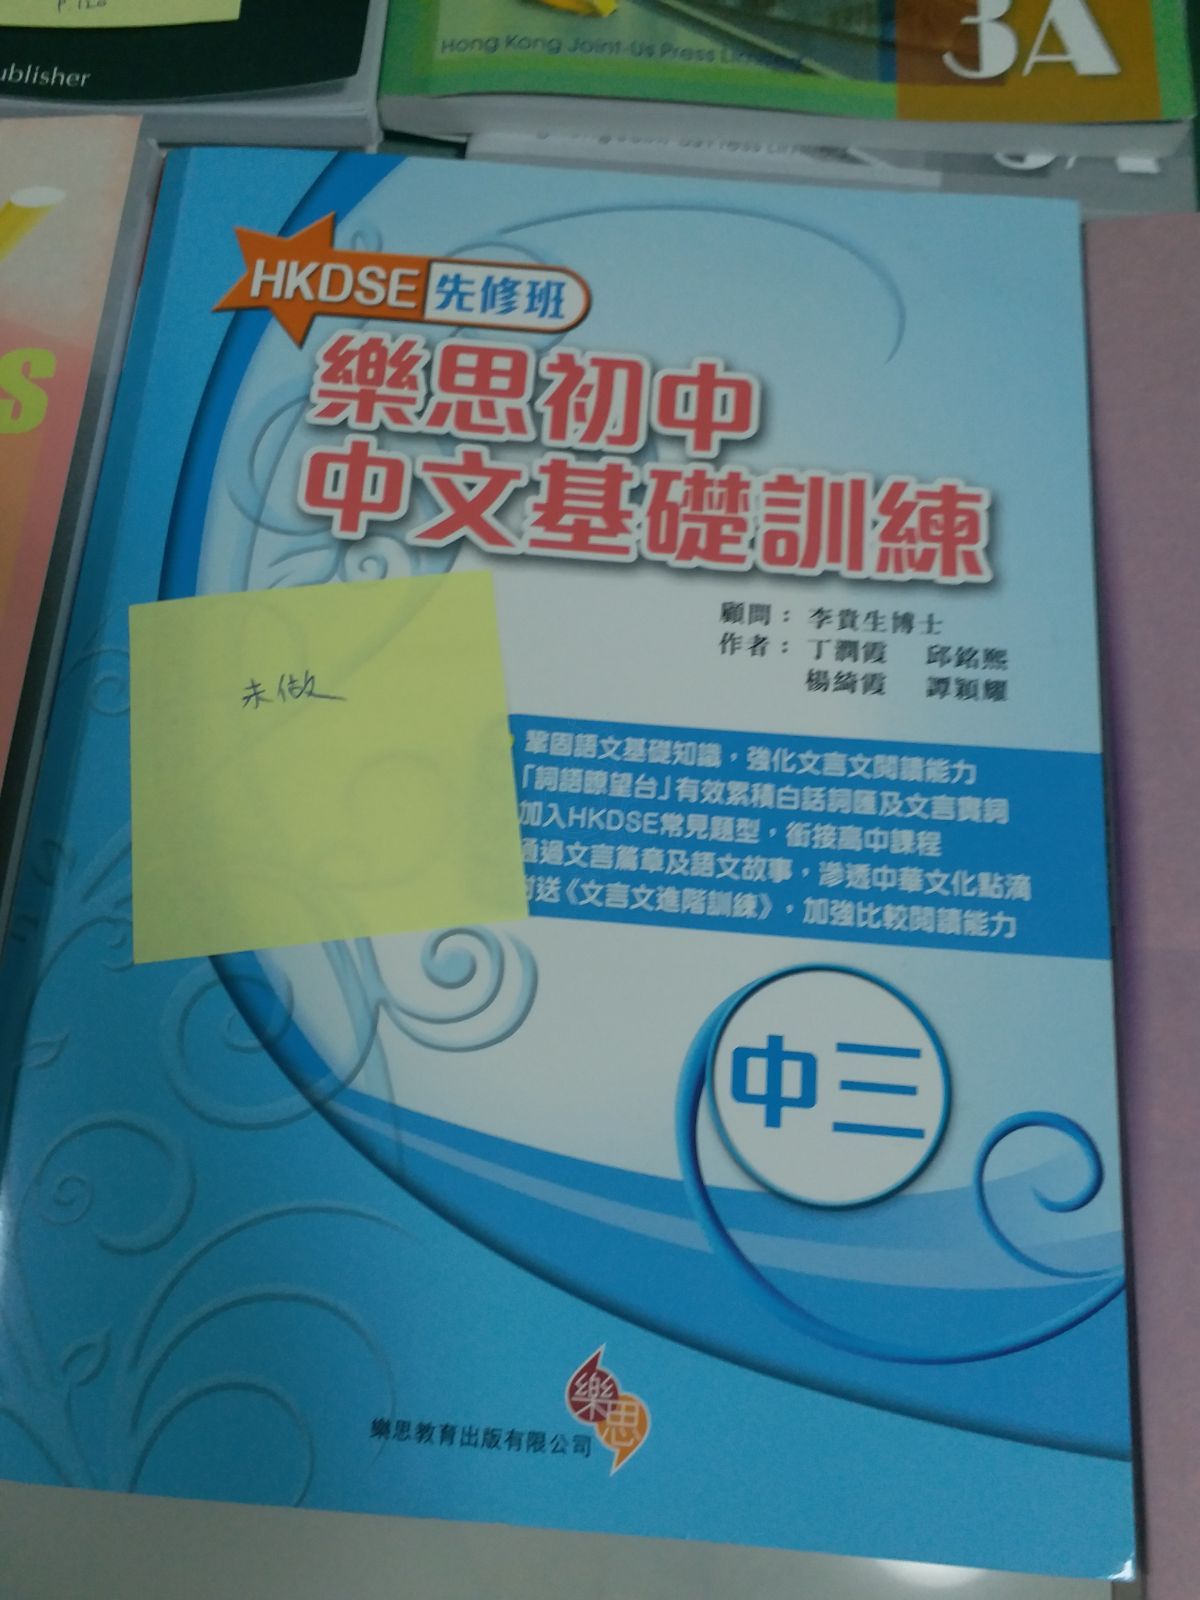 P. 120
ublisher
Hong Kong Joint-Us Press Limited
3A
s
HKDSE 先修班
樂思初中
中文基礎訓練
顧問：李貴生博士
作者：丁潤霞 邱銘熙
楊綺霞 譚穎耀
未做
鞏固語文基礎知識，強化文言文閱讀能力
「詞語瞭望台」有效累積白話詞匯及文言實詞
加入HKDSE常見題型，銜接高中課程
通過文言篇章及語文故事，滲透中華文化點滴
附送《文言文進階訓練》，加強比較閱讀能力
中三
樂思
樂思教育出版有限公司